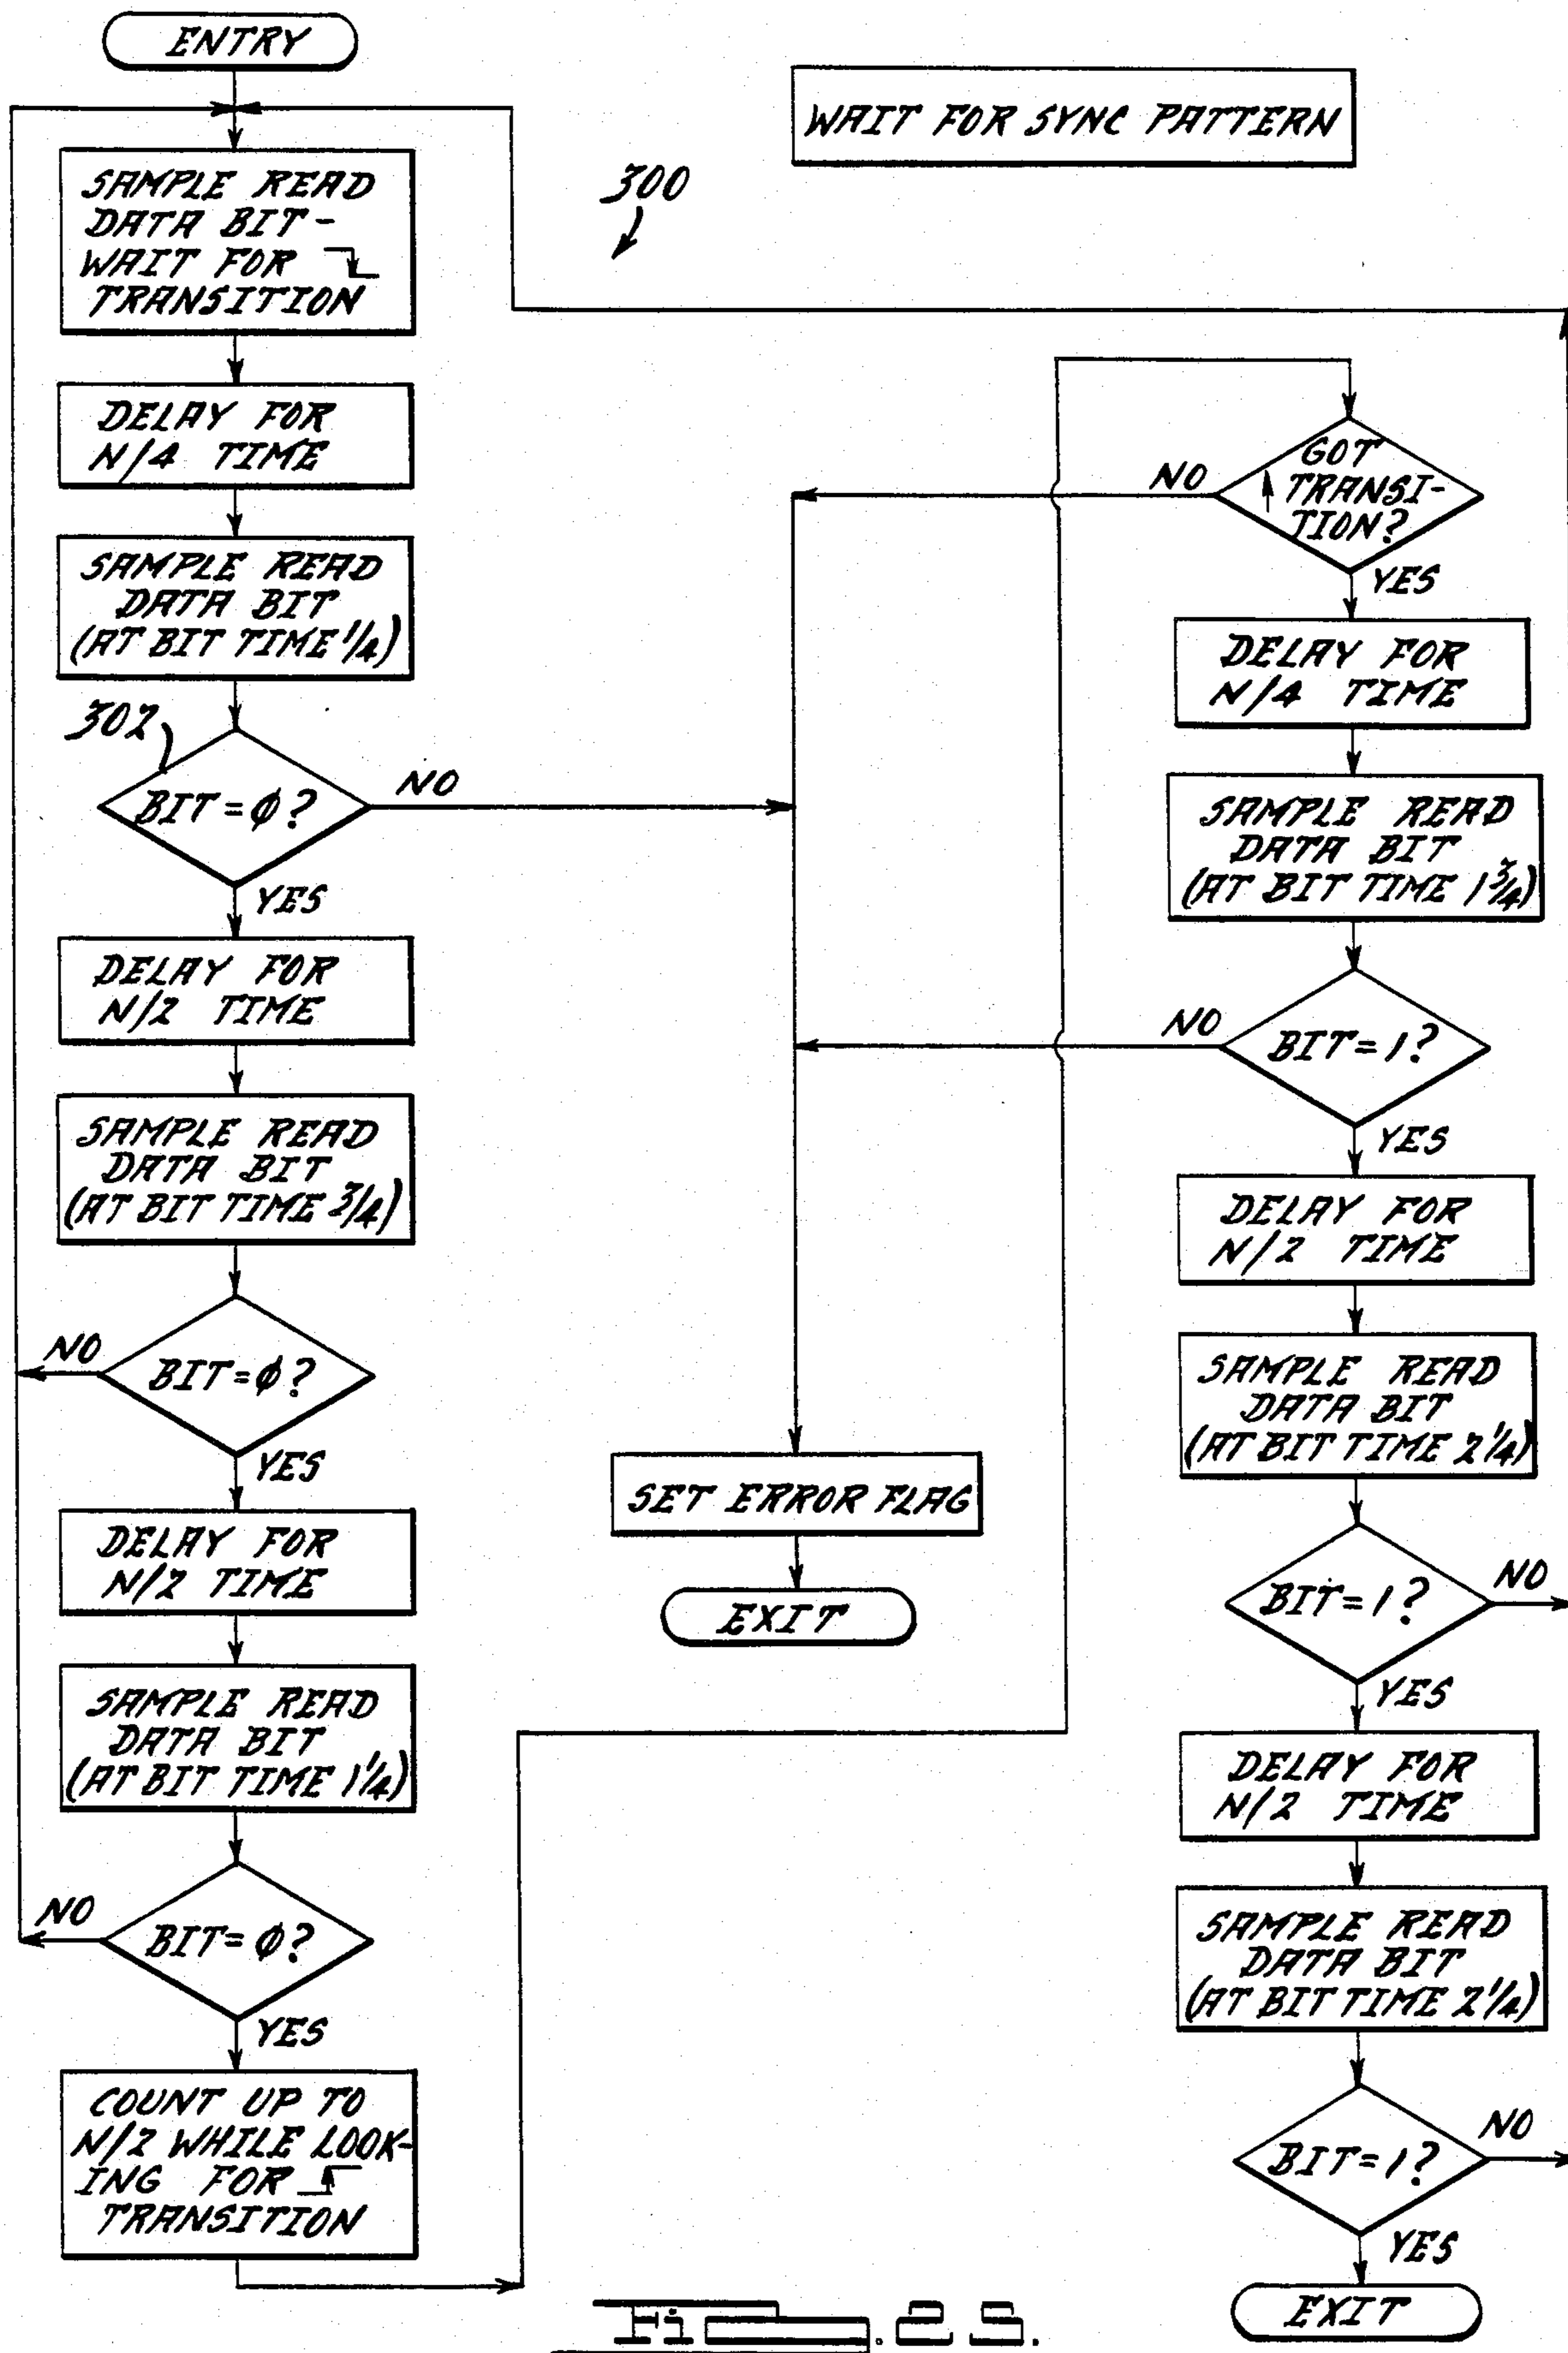 ENTRY
WAIT FOR SYNC PATTERN
300
SAMPLE READ
DATA BIT -
WAIT FOR
TRANSITION
DELAY FOR
N/4 TIME
SAMPLE READ
DATA BIT
(AT BIT TIME 1/4)
302
BIT = φ?
NO
YES
DELAY FOR
N/2 TIME
SAMPLE READ
DATA BIT
(AT BIT TIME 3/4)
NO
BIT = φ?
YES
DELAY FOR
N/2 TIME
SAMPLE READ
DATA BIT
(AT BIT TIME 1 1/4)
NO
BIT = φ?
YES
COUNT UP TO
N/2 WHILE LOOK-
ING FOR
TRANSITION
SET ERROR FLAG
EXIT
NO
GOT
TRANSI-
TION?
YES
DELAY FOR
N/4 TIME
SAMPLE READ
DATA BIT
(AT BIT TIME 1 3/4)
NO
BIT = 1?
YES
DELAY FOR
N/2 TIME
SAMPLE READ
DATA BIT
(AT BIT TIME 2 1/4)
BIT = 1?
NO
YES
DELAY FOR
N/2 TIME
SAMPLE READ
DATA BIT
(AT BIT TIME 2 1/4)
BIT = 1?
NO
YES
EXIT